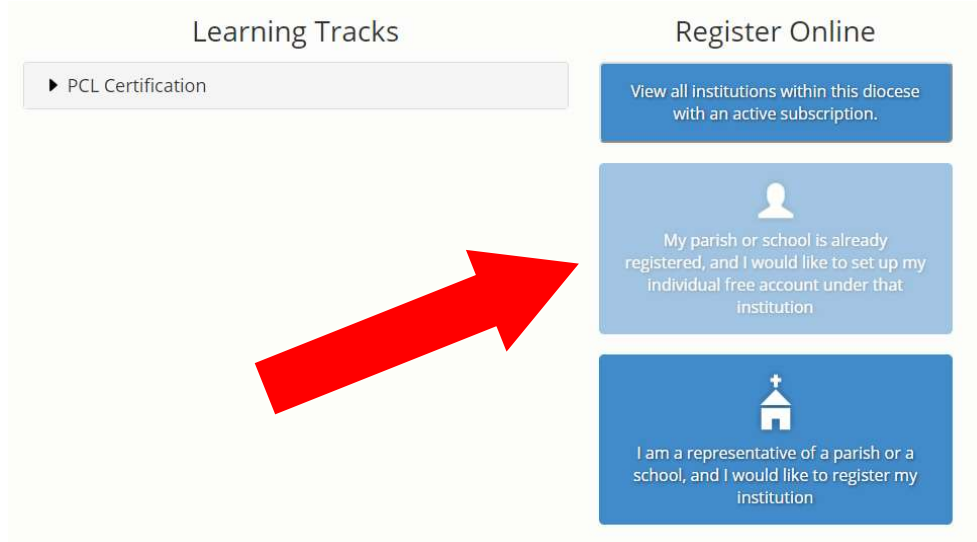 Learning Tracks
PCL Certification
Register Online
View all institutions within this diocese
with an active subscription.
My parish or school is already
registered, and I would like to set up my
individual free account under that
institution
I am a representative of a parish or a
school, and I would like to register my
institution